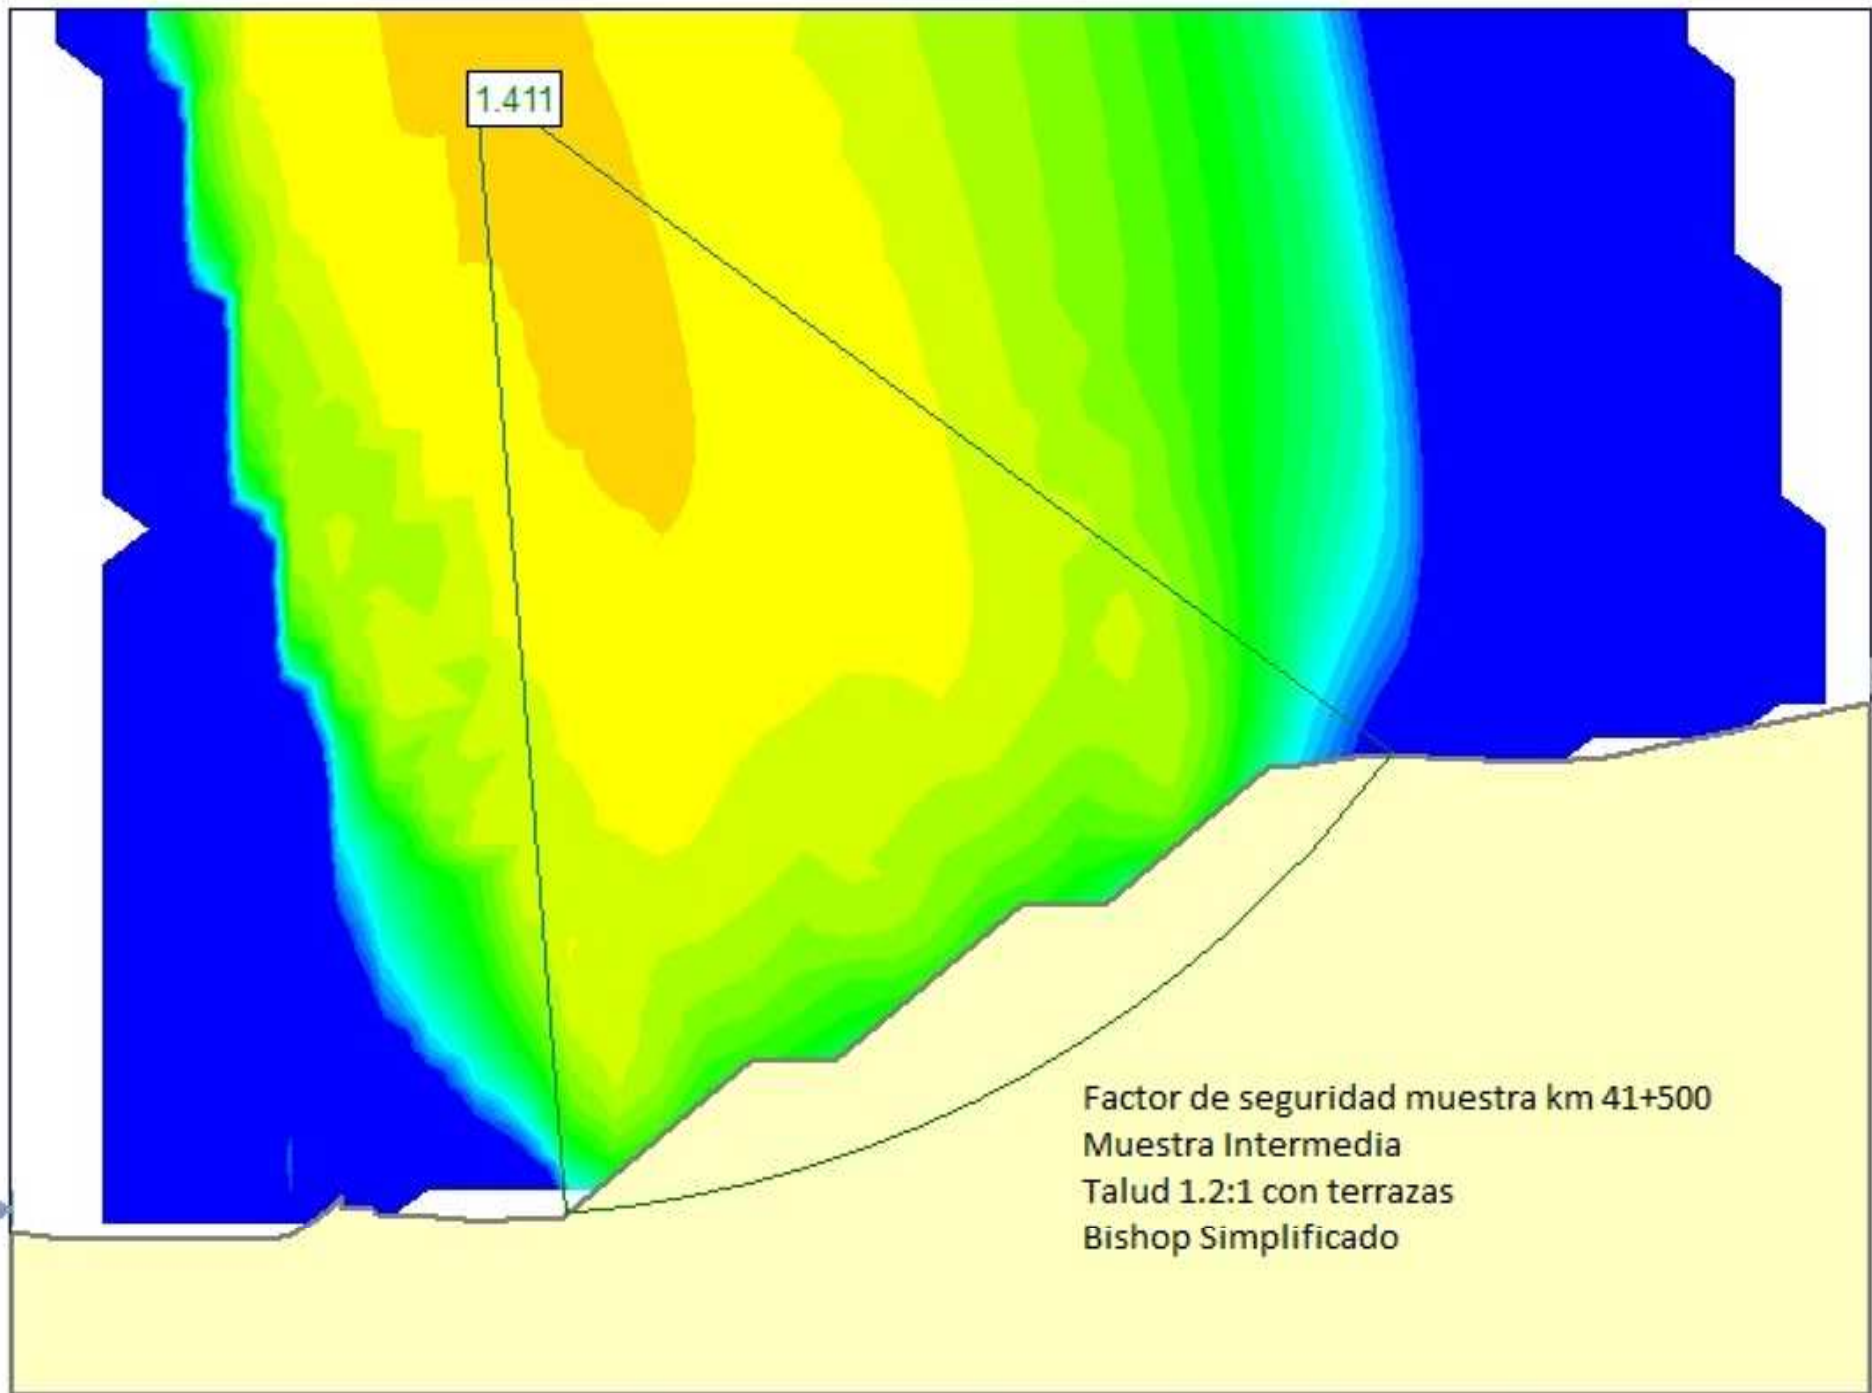 1.411
Factor de seguridad muestra km 41+500
Muestra Intermedia
Talud 1.2:1 con terrazas
Bishop Simplificado